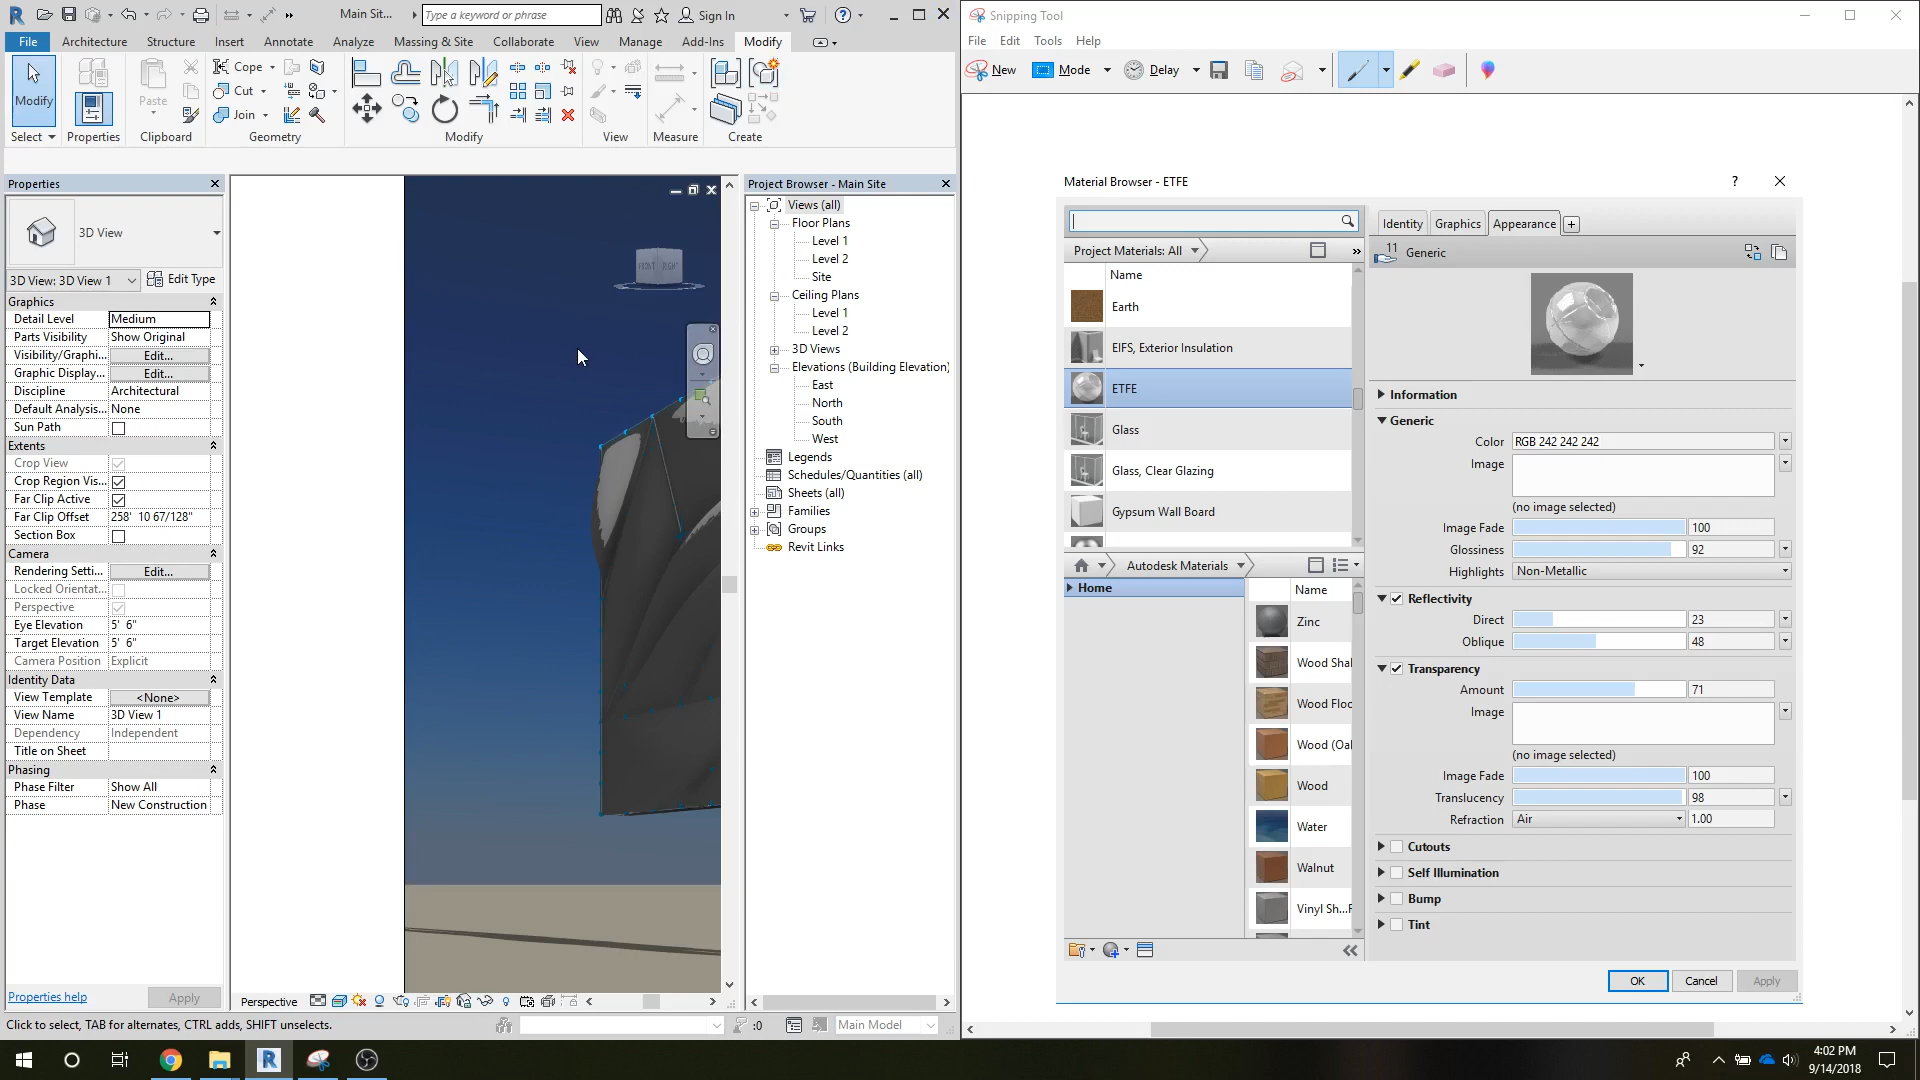 Main Sit...
Type a keyword or phrase
Sign In
File
Architecture
Structure
Insert
Annotate
Analyze
Massing & Site
Collaborate
View
Manage
Add-Ins
Modify
Modify
Paste
Cope
Cut
Join
Select
Properties
Clipboard
Geometry
Modify
View
Measure
Create
Properties
3D View
3D View: 3D View 1
Edit Type
Graphics
Detail Level Medium
Parts Visibility Show Original
Visibility/Graphi... Edit...
Graphic Display... Edit...
Discipline Architectural
Default Analysis... None
Sun Path
Extents
Crop View
Crop Region Vis...
Far Clip Active
Far Clip Offset 258' 10 67/128"
Section Box
Camera
Rendering Setti... Edit...
Locked Orientat...
Perspective
Eye Elevation 5' 6"
Target Elevation 5' 6"
Camera Position Explicit
Identity Data
View Template <None>
View Name 3D View 1
Dependency Independent
Title on Sheet
Phasing
Phase Filter Show All
Phase New Construction
Properties help
Apply
FRONT RIGHT
Perspective
Project Browser - Main Site
Views (all)
Floor Plans
Level 1
Level 2
Site
Ceiling Plans
Level 1
Level 2
3D Views
Elevations (Building Elevation)
East
North
South
West
Legends
Schedules/Quantities (all)
Sheets (all)
Families
Groups
Revit Links
Click to select, TAB for alternates, CTRL adds, SHIFT unselects.
:0
Main Model
Snipping Tool
File Edit Tools Help
New
Mode
Delay
Material Browser - ETFE
?
Project Materials: All
»
Name
Earth
EIFS, Exterior Insulation
ETFE
Glass
Glass, Clear Glazing
Gypsum Wall Board
Autodesk Materials
Home
Name
Zinc
Wood Shal
Wood Floo
Wood (Oal
Wood
Water
Walnut
Vinyl Sh...F
Identity
Graphics
Appearance
+
11
Generic
Information
Generic
Color RGB 242 242 242
Image
(no image selected)
Image Fade 100
Glossiness 92
Highlights Non-Metallic
Reflectivity
Direct 23
Oblique 48
Transparency
Amount 71
Image
(no image selected)
Image Fade 100
Translucency 98
Refraction Air 1.00
Cutouts
Self Illumination
Bump
Tint
OK
Cancel
Apply
4:02 PM
9/14/2018